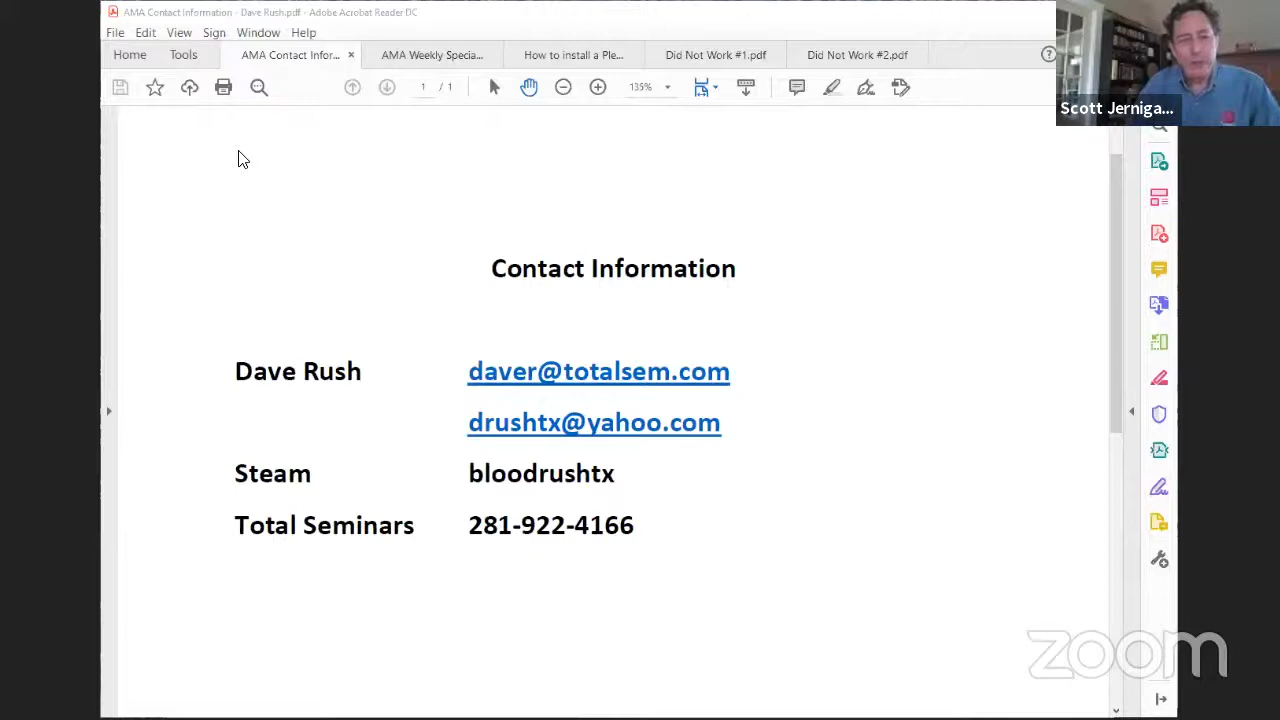 AMA Contact Information - Dave Rush.pdf - Adobe Acrobat Reader DC
File Edit View Sign Window Help
Home Tools AMA Contact Infor... × AMA Weekly Specia... How to install a Ple... Did Not Work #1.pdf Did Not Work #2.pdf
1 / 1 135%
Scott Jerniga...
Contact Information
Dave Rush daver@totalsem.com
drushtx@yahoo.com
Steam bloodrushtx
Total Seminars 281-922-4166
zoom